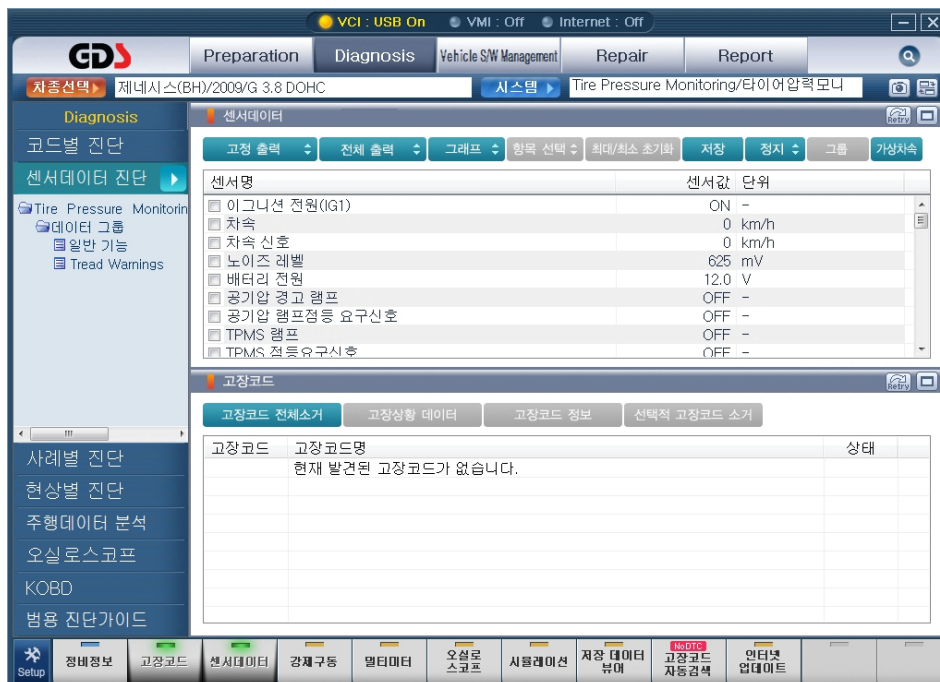 VCI : USB On VMI : Off Internet : Off
GDS Preparation Diagnosis Vehicle S/W Management Repair Report
차종선택 제네시스(BH)/2009/G 3.8 DOHC 시스템 Tire Pressure Monitoring/타이어압력모니
Diagnosis
코드별 진단
센서데이터 진단
Tire Pressure Monitorin
데이터 그룹
일반 기능
Tread Warnings
사례별 진단
현상별 진단
주행데이터 분석
오실로스코프
KOBD
범용 진단가이드
센서데이터 Retry
고정 출력 전체 출력 그래프 항목 선택 최대/최소 초기화 저장 정지 그룹 가상차속
센서명 센서값 단위
이그니션 전원(IG1) ON -
차속 0 km/h
차속 신호 0 km/h
노이즈 레벨 625 mV
배터리 전원 12.0 V
공기압 경고 램프 OFF -
공기압 램프점등 요구신호 OFF -
TPMS 램프 OFF -
TPMS 점등요구신호 OFF -
고장코드 Retry
고장코드 전체소거 고장상황 데이터 고장코드 정보 선택적 고장코드 소거
고장코드 고장코드명 상태
현재 발견된 고장코드가 없습니다.
Setup 정비정보 고장코드 센서데이터 강제구동 멀티미터 오실로 스코프 시뮬레이션 저장 데이터 뷰어 NoDTC 고장코드 자동검색 인터넷 업데이트